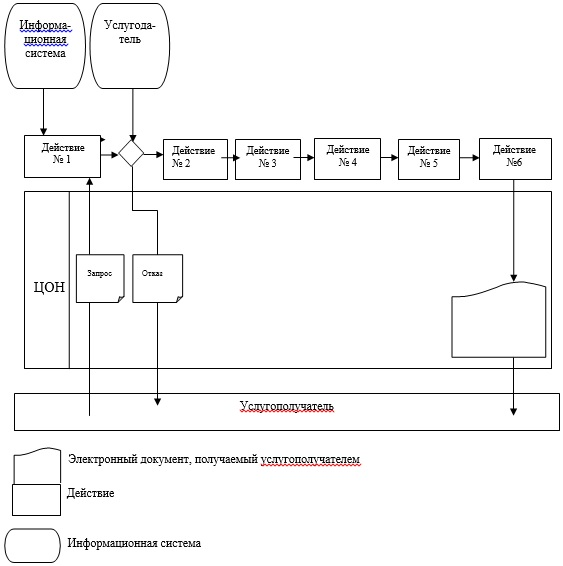 Информа-
ционная
система
Услугода-
тель
Действие
№ 1
Действие
№ 2
Действие
№ 3
Действие
№ 4
Действие
№ 5
Действие
№6
ЦОН
Запрос
Отказ
Услугополучатель
Электронный документ, получаемый услугополучателем
Действие
Информационная система